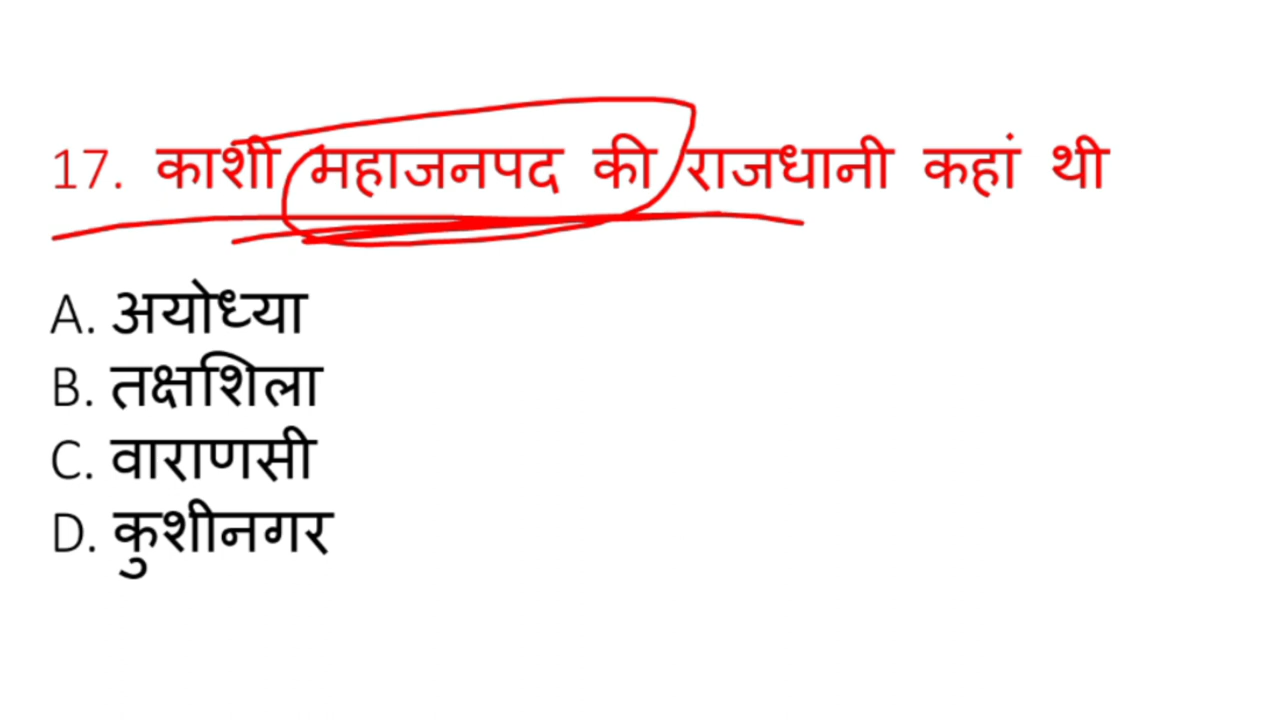 17. काशी महाजनपद की राजधानी कहां थी
A. अयोध्या
B. तक्षशिला
C. वाराणसी
D. कुशीनगर